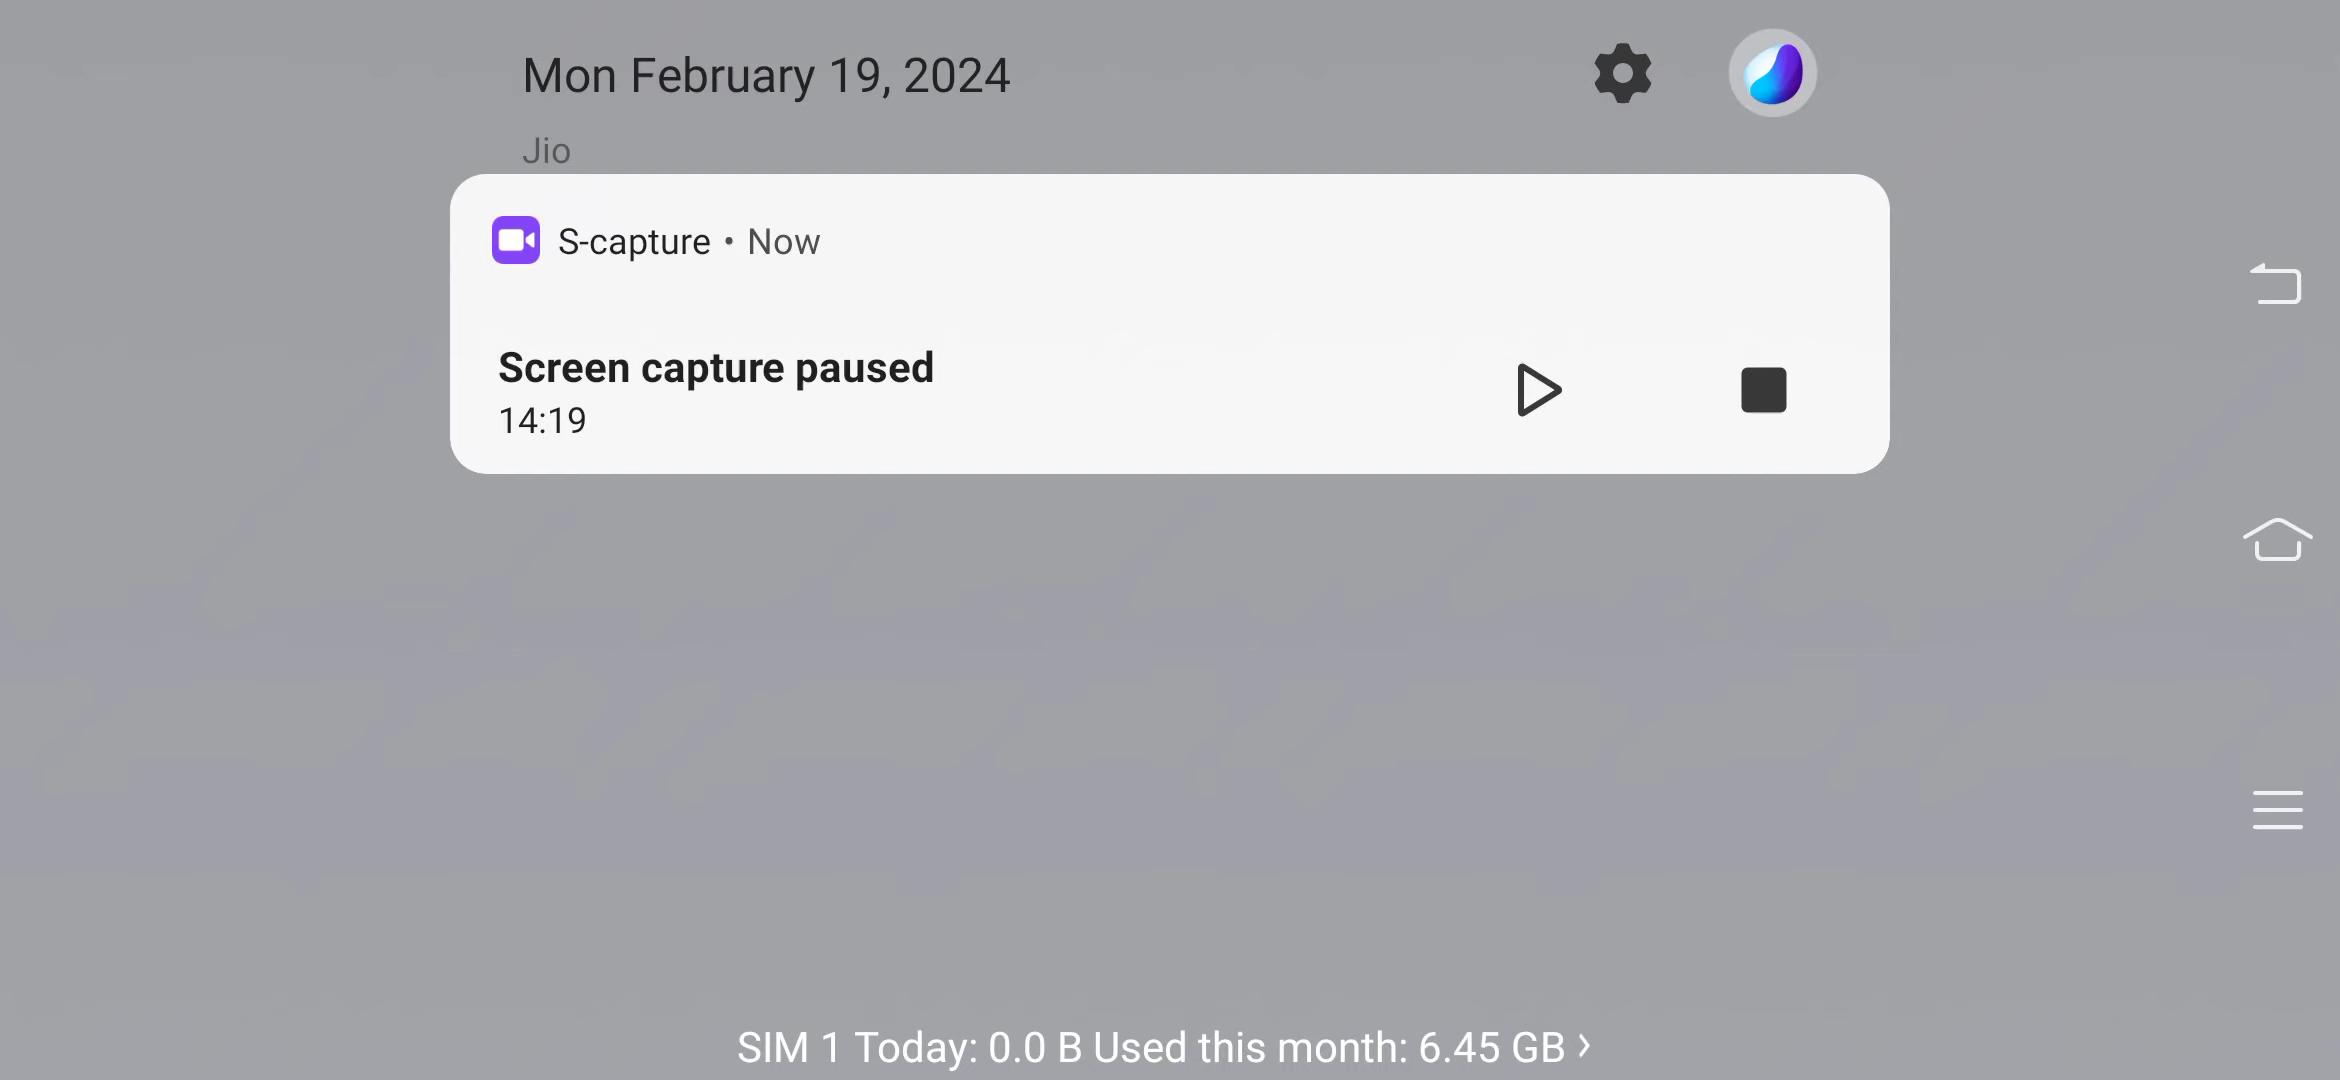 Mon February 19, 2024
Jio
S-capture • Now
Screen capture paused
14:19
SIM 1 Today: 0.0 B Used this month: 6.45 GB